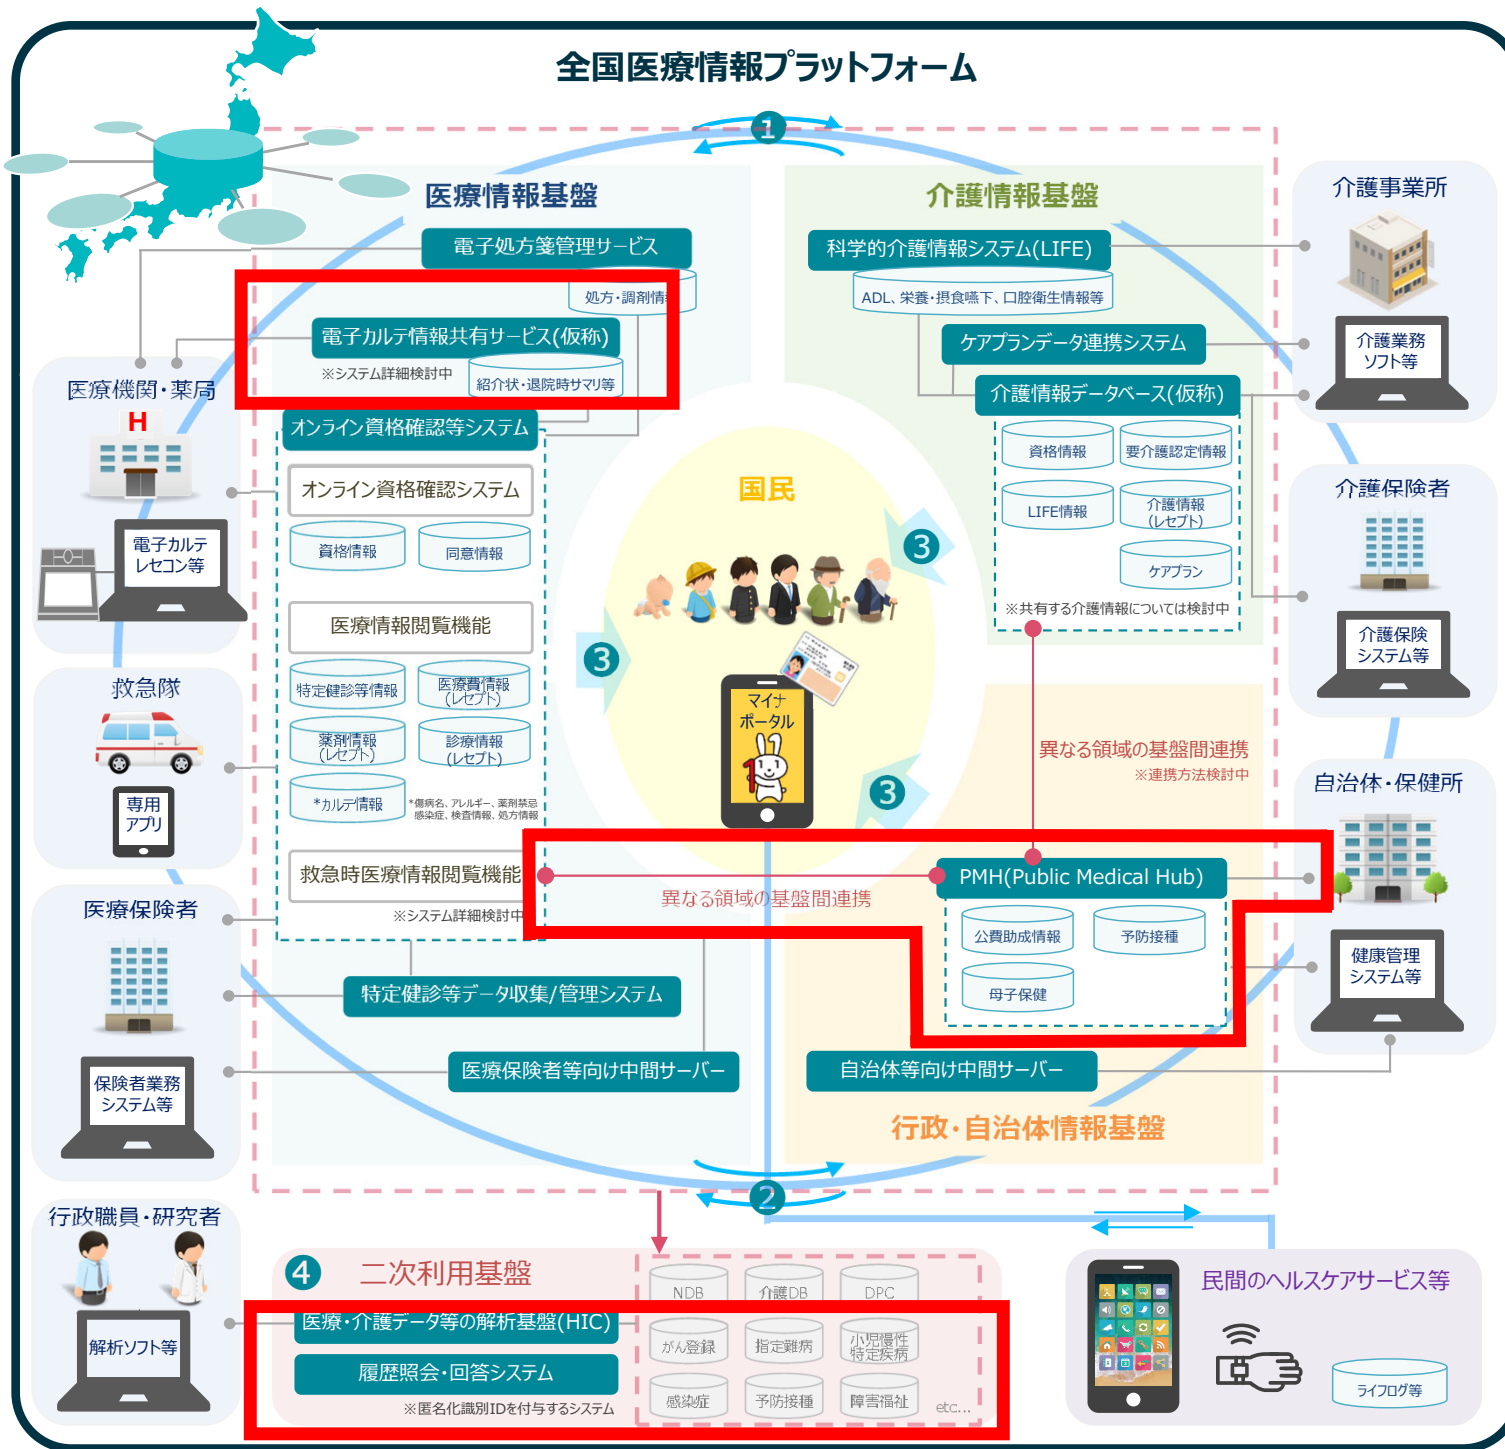 全国医療情報プラットフォーム
1
医療情報基盤
電子処方箋管理サービス
処方・調剤情報
電子カルテ情報共有サービス(仮称)
※システム詳細検討中
紹介状・退院時サマリ等
オンライン資格確認等システム
オンライン資格確認システム
資格情報
同意情報
医療情報閲覧機能
特定健診等情報
医療費情報
(レセプト)
薬剤情報
(レセプト)
診療情報
(レセプト)
*カルテ情報
*傷病名、アレルギー、薬剤禁忌
感染症、検査情報、処方情報
救急時医療情報閲覧機能
※システム詳細検討中
特定健診等データ収集/管理システム
医療保険者等向け中間サーバー
介護情報基盤
科学的介護情報システム(LIFE)
ADL、栄養・摂食嚥下、口腔衛生情報等
ケアプランデータ連携システム
介護情報データベース(仮称)
資格情報
要介護認定情報
LIFE情報
介護情報
(レセプト)
ケアプラン
※共有する介護情報については検討中
国民
3
3
3
マイナ
ポータル
1
異なる領域の基盤間連携
※連携方法検討中
異なる領域の基盤間連携
PMH(Public Medical Hub)
公費助成情報
予防接種
母子保健
自治体等向け中間サーバー
行政・自治体情報基盤
2
医療機関・薬局
H
電子カルテ
レセコン等
救急隊
専用
アプリ
医療保険者
保険者業務
システム等
行政職員・研究者
解析ソフト等
介護事業所
介護業務
ソフト等
介護保険者
介護保険
システム等
自治体・保健所
健康管理
システム等
4
二次利用基盤
医療・介護データ等の解析基盤(HIC)
履歴照会・回答システム
※匿名化識別IDを付与するシステム
NDB
介護DB
DPC
がん登録
指定難病
小児慢性
特定疾病
感染症
予防接種
障害福祉
etc...
民間のヘルスケアサービス等
ライフログ等